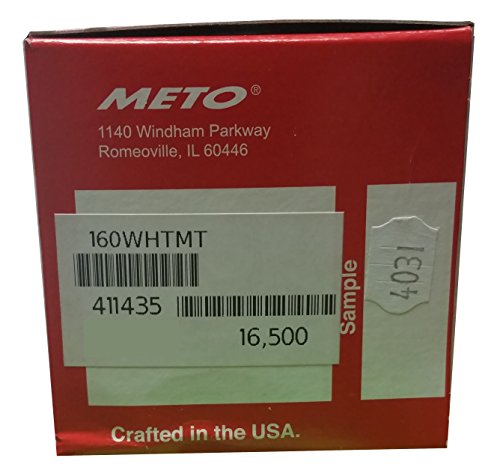 METO®
1140 Windham Parkway
Romeoville, IL 60446
160WHTMT
411435
16,500
Sample
4031
Crafted in the USA.